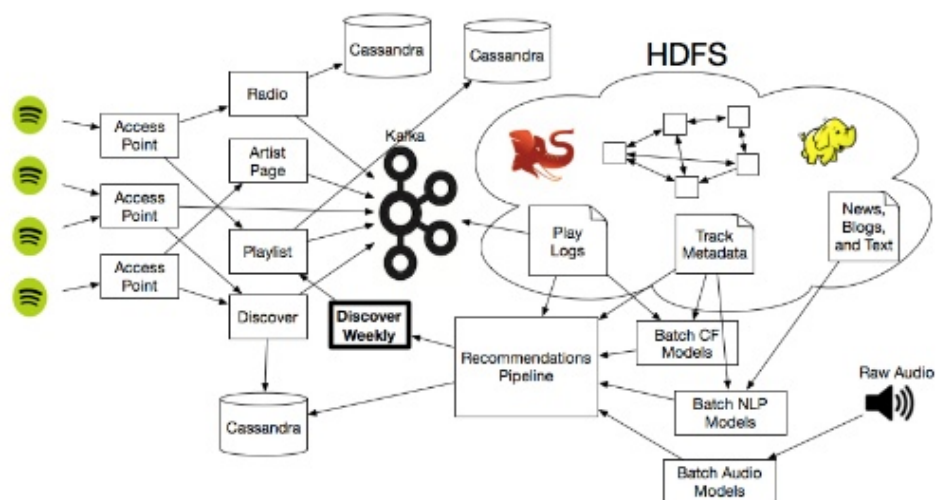 Cassandra
Cassandra
HDFS
Radio
Access
Point
Kafka
Artist
Page
Access
Point
Play
Logs
Track
Metadata
News,
Blogs,
and Text
Playlist
Access
Point
Discover
Discover
Weekly
Recommendations
Pipeline
Batch CF
Models
Raw Audio
Cassandra
Batch NLP
Models
Batch Audio
Models